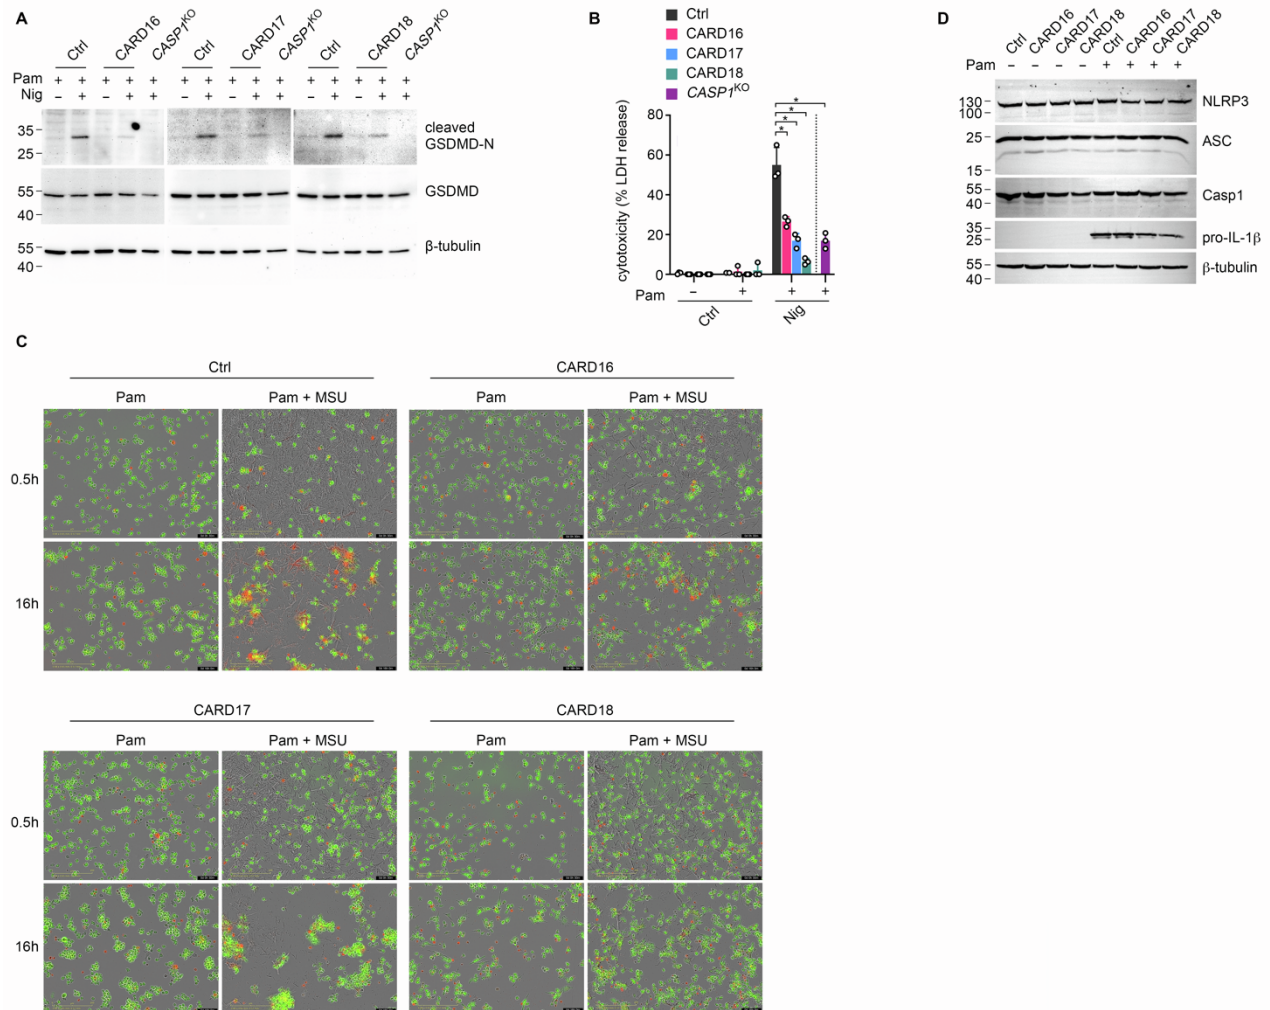 A
Ctrl CARD16 CASP1KO Ctrl CARD17 CASP1KO Ctrl CARD18 CASP1KO
Pam + + + + + + + + + + + + + + +
Nig – + – + + – + – + + – + – + +
35
25
cleaved
GSDMD-N
55
40
GSDMD
55
40
β-tubulin
B
Ctrl
CARD16
CARD17
CARD18
CASP1KO
cytotoxicity (% LDH release)
80
60
40
20
0
* * * *
Pam – + + +
Ctrl Nig
D
Ctrl CARD16 CARD17 CARD18 Ctrl CARD16 CARD17 CARD18
Pam – – – – + + + +
130
100
NLRP3
25
15
ASC
55
40
Casp1
35
25
pro-IL-1β
55
40
β-tubulin
C
Ctrl CARD16
Pam Pam + MSU Pam Pam + MSU
0.5h
16h
CARD17 CARD18
Pam Pam + MSU Pam Pam + MSU
0.5h
16h